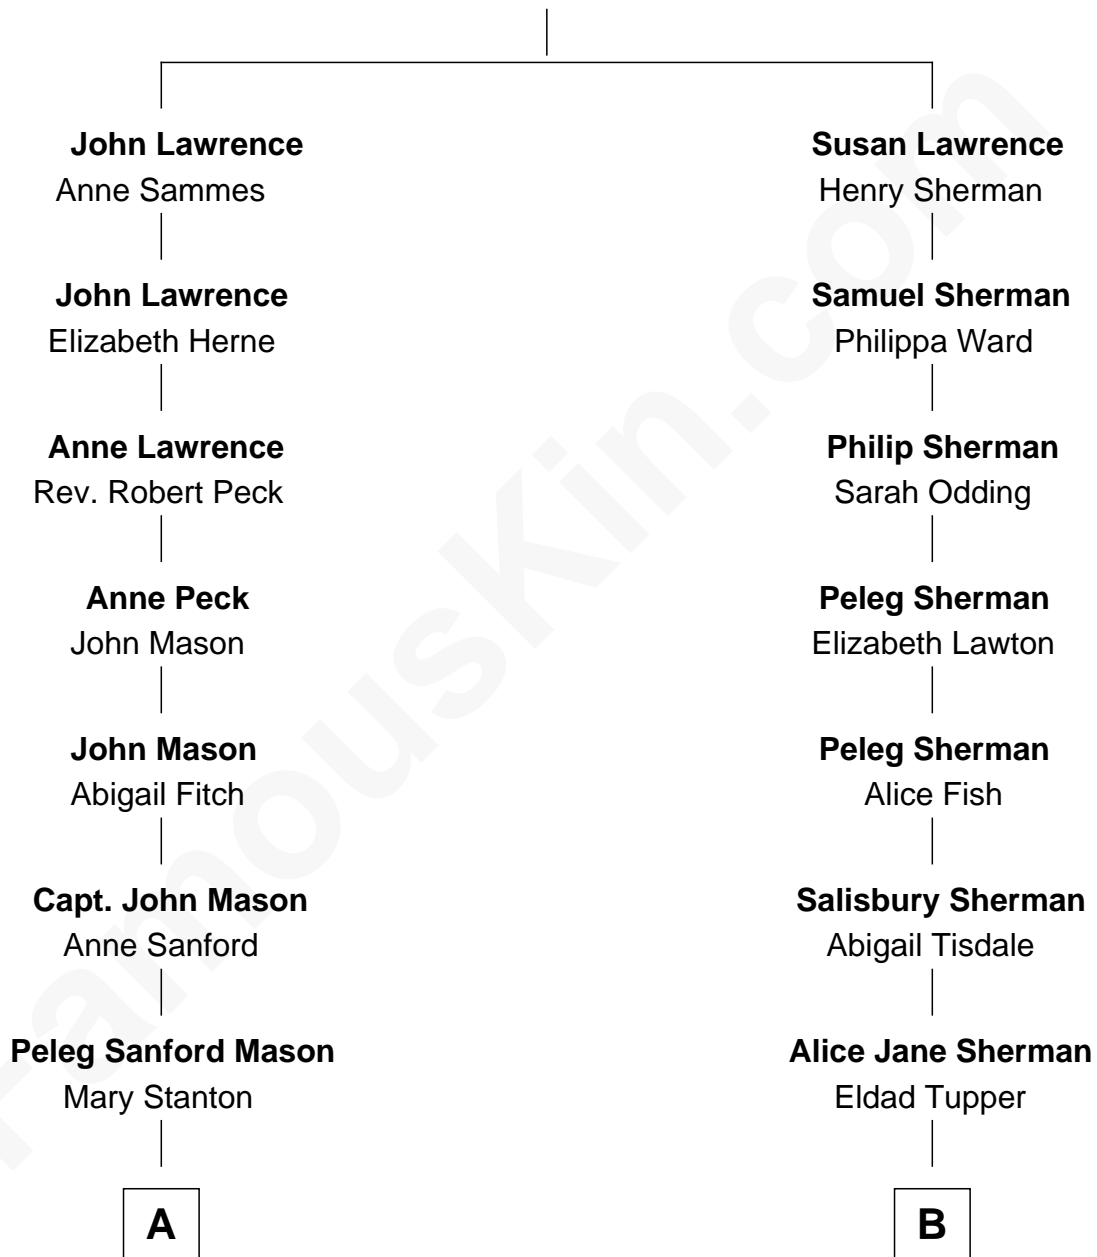 John Lawrence
Anne Sammes
John Lawrence
Elizabeth Herne
Anne Lawrence
Rev. Robert Peck
Anne Peck
John Mason
John Mason
Abigail Fitch
Capt. John Mason
Anne Sanford
Peleg Sanford Mason
Mary Stanton
A
Susan Lawrence
Henry Sherman
Samuel Sherman
Philippa Ward
Philip Sherman
Sarah Odding
Peleg Sherman
Elizabeth Lawton
Peleg Sherman
Alice Fish
Salisbury Sherman
Abigail Tisdale
Alice Jane Sherman
Eldad Tupper
B
FamousKin.com